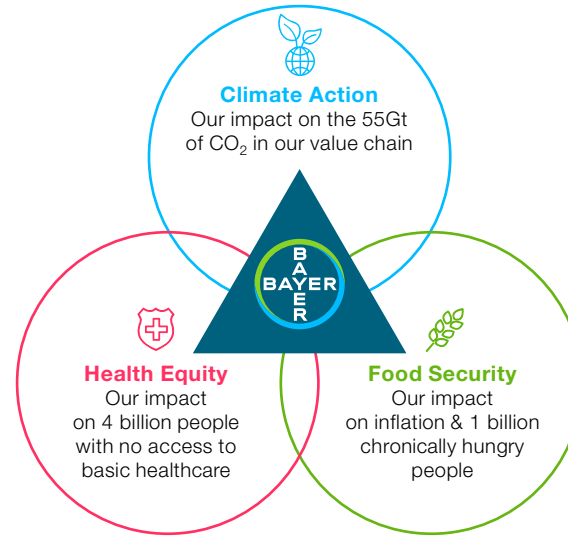 Climate Action
Our impact on the 55Gt
of CO₂ in our value chain
BAYER
BAYER
Health Equity
Our impact
on 4 billion people
with no access to
basic healthcare
Food Security
Our impact
on inflation & 1 billion
chronically hungry
people